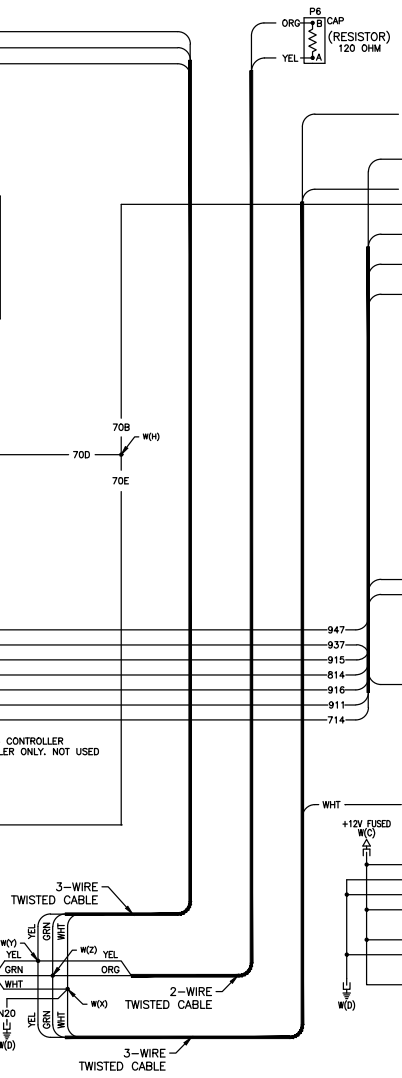 P6
ORG B CAP
(RESISTOR)
120 OHM
YEL A
70B
W(H)
70D
70E
947
937
915
814
916
911
714
CONTROLLER
LER ONLY. NOT USED
WHT
+12V FUSED
W(C)
3-WIRE
TWISTED CABLE
YEL
GRN
WHT
W(Y)
W(Z)
YEL
YEL
GRN
ORG
WHT
W(X)
2-WIRE
TWISTED CABLE
N20
W(D)
YEL
GRN
WHT
W(D)
3-WIRE
TWISTED CABLE